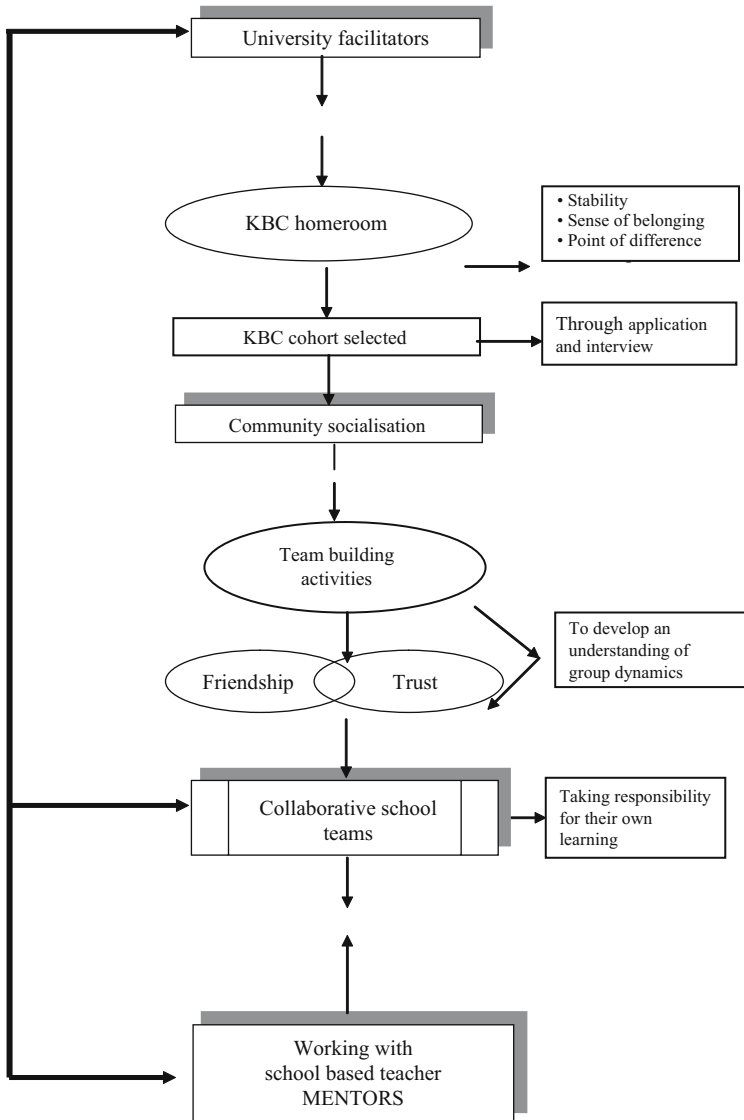 University facilitators
KBC homeroom
• Stability
• Sense of belonging
• Point of difference
KBC cohort selected
Through application
and interview
Community socialisation
Team building
activities
To develop an
understanding of
group dynamics
Friendship
Trust
Collaborative school
teams
Taking responsibility
for their own
learning
Working with
school based teacher
MENTORS